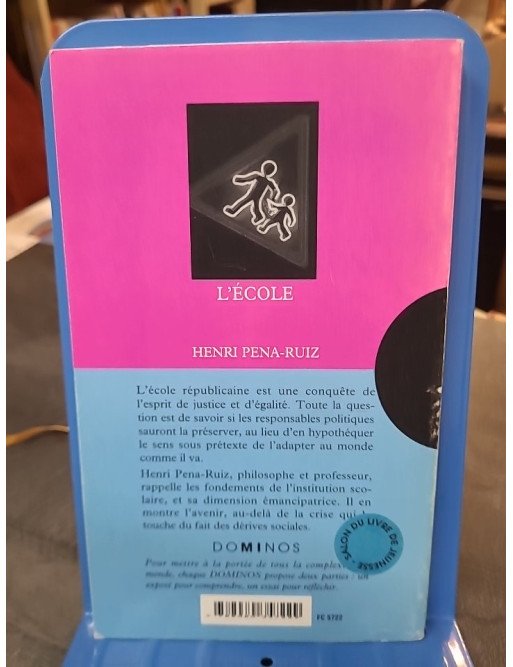 L'ÉCOLE
HENRI PENA-RUIZ
L'école républicaine est une conquête de
l'esprit de justice et d'égalité. Toute la ques-
tion est de savoir si les responsables politiques
sauront la préserver, au lieu d'en hypothéquer
le sens sous prétexte de l'adapter au monde
comme il va.
Henri Pena-Ruiz, philosophe et professeur,
rappelle les fondements de l'institution sco-
laire, et sa dimension émancipatrice. Il en
montre l'avenir, au-delà de la crise qui
touche du fait des dérives sociales.
SALON DU LIVRE DE JEUNESSE
DOMINOS
Pour mettre à la portée de tous la
monde, chaque DOMINOS propose deux parties : un
exposé pour comprendre, un essai pour réfléchir.
FC 5722